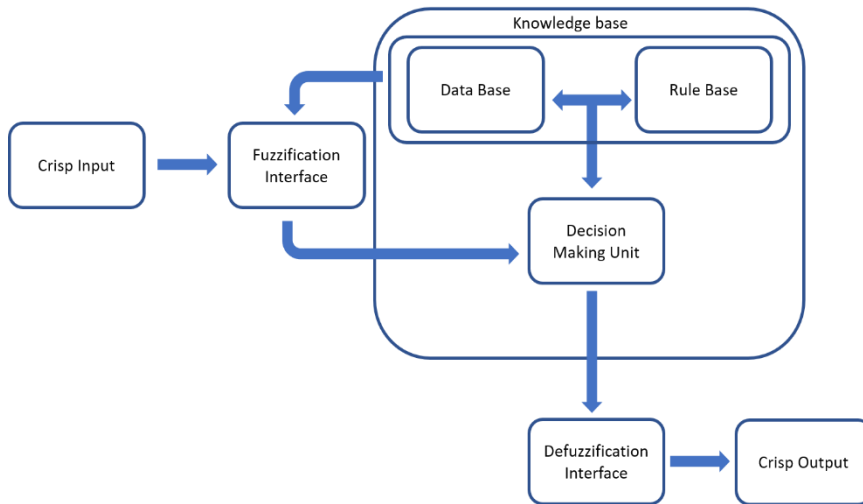 Knowledge base
Data Base
Rule Base
Crisp Input
Fuzzification
Interface
Decision
Making Unit
Defuzzification
Interface
Crisp Output